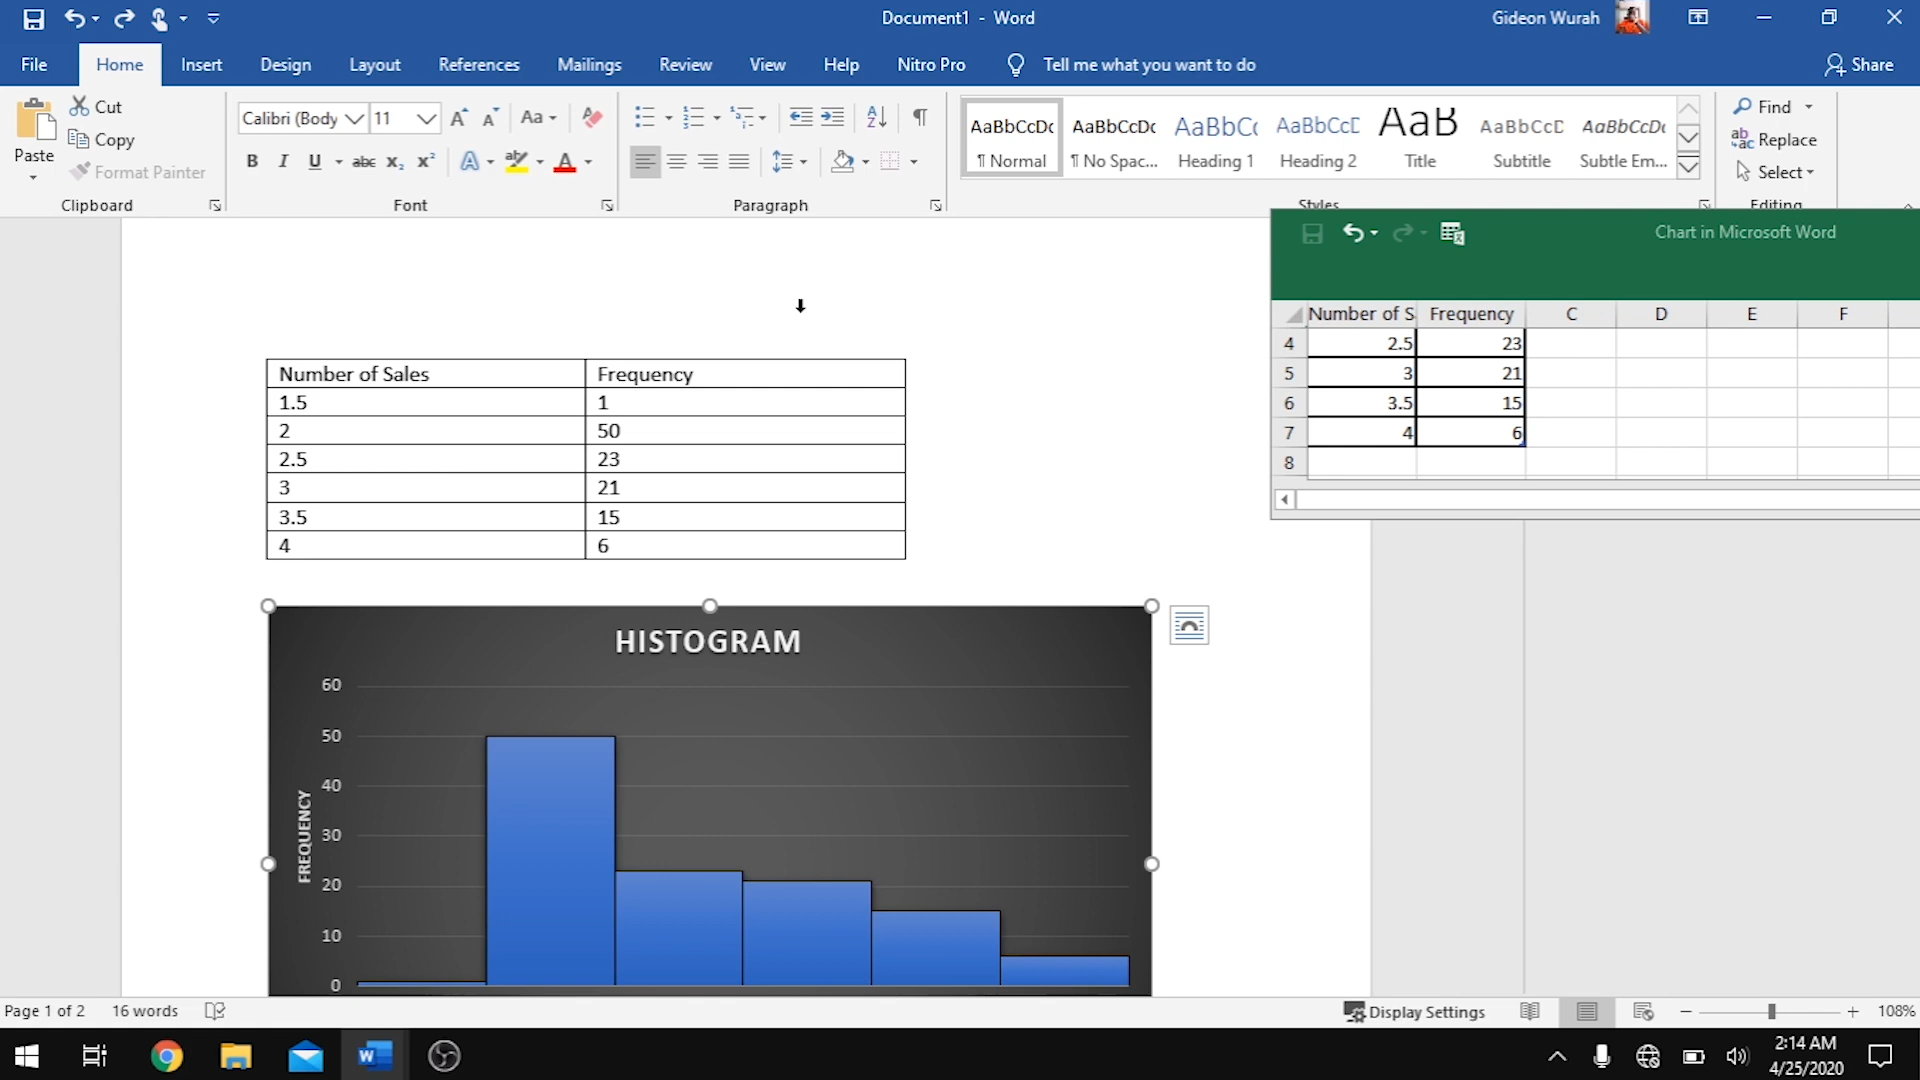 Document1 - Word
Gideon Wurah
File Home Insert Design Layout References Mailings Review View Help Nitro Pro Tell me what you want to do Share
Paste
Cut
Copy
Format Painter
Clipboard
Calibri (Body 11
Aa
B I U abc x₂ x²
Font
Paragraph
AaBbCcDc AaBbCcDc AaBbCc AaBbCcD AaB AaBbCcD AaBbCcDc
¶ Normal ¶ No Spac... Heading 1 Heading 2 Title Subtitle Subtle Em...
Styles
Find
Replace
Select
Editing
Chart in Microsoft Word
Number of S Frequency C D E F
4 2.5 23
5 3 21
6 3.5 15
7 4 6
8
Number of Sales Frequency
1.5 1
2 50
2.5 23
3 21
3.5 15
4 6
HISTOGRAM
FREQUENCY
60
50
40
30
20
10
0
Page 1 of 2 16 words
Display Settings
108%
2:14 AM
4/25/2020